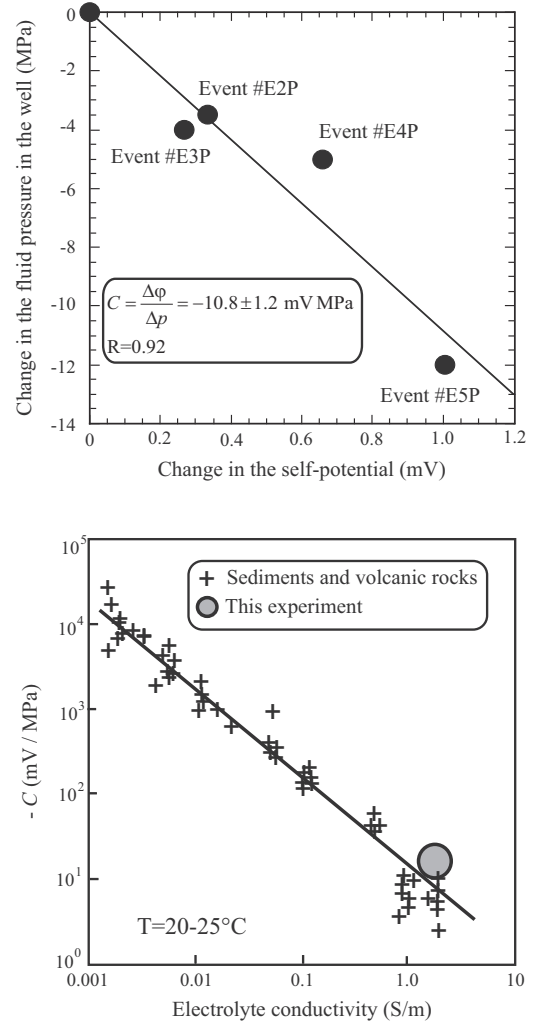 Change in the fluid pressure in the well (MPa)
0
-2
-4
-6
-8
-10
-12
-14
Event #E2P
Event #E4P
Event #E3P
C = Δφ/Δp = −10.8 ± 1.2 mV MPa
R=0.92
Event #E5P
0 0.2 0.4 0.6 0.8 1.0 1.2
Change in the self-potential (mV)
- C (mV / MPa)
10^5
10^4
10^3
10^2
10^1
10^0
Sediments and volcanic rocks
This experiment
T=20-25°C
0.001 0.01 0.1 1.0 10
Electrolyte conductivity (S/m)